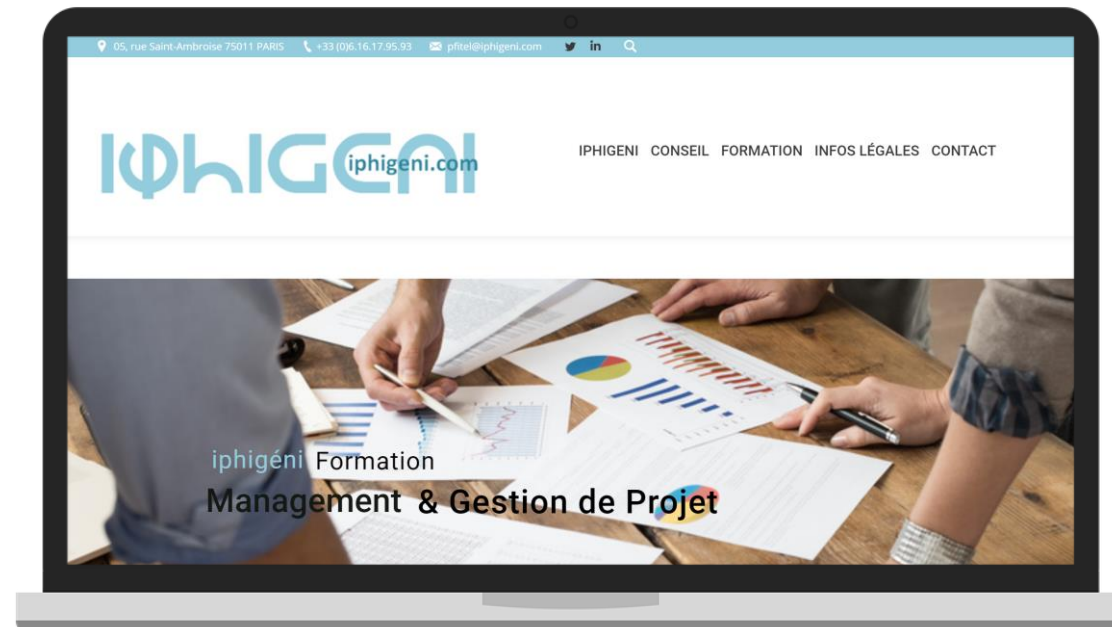 05, rue Saint-Ambroise 75011 PARIS +33 (0)6.16.17.95.93 pfitel@iphigeni.com in
IPHIGENI
iphigeni.com
IPHIGENI CONSEIL FORMATION INFOS LÉGALES CONTACT
iphigéni Formation
Management & Gestion de Projet